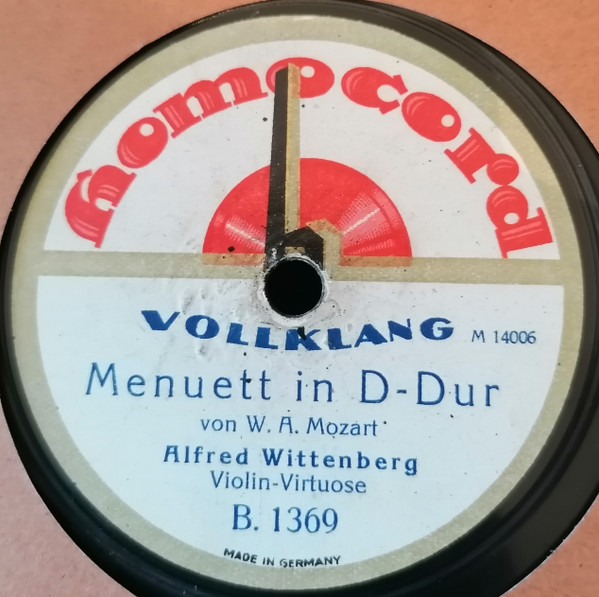 homocord
VOLLKLANG
M 14006
Menuett in D-Dur
von W. A. Mozart
Alfred Wittenberg
Violin-Virtuose
B. 1369
MADE IN GERMANY